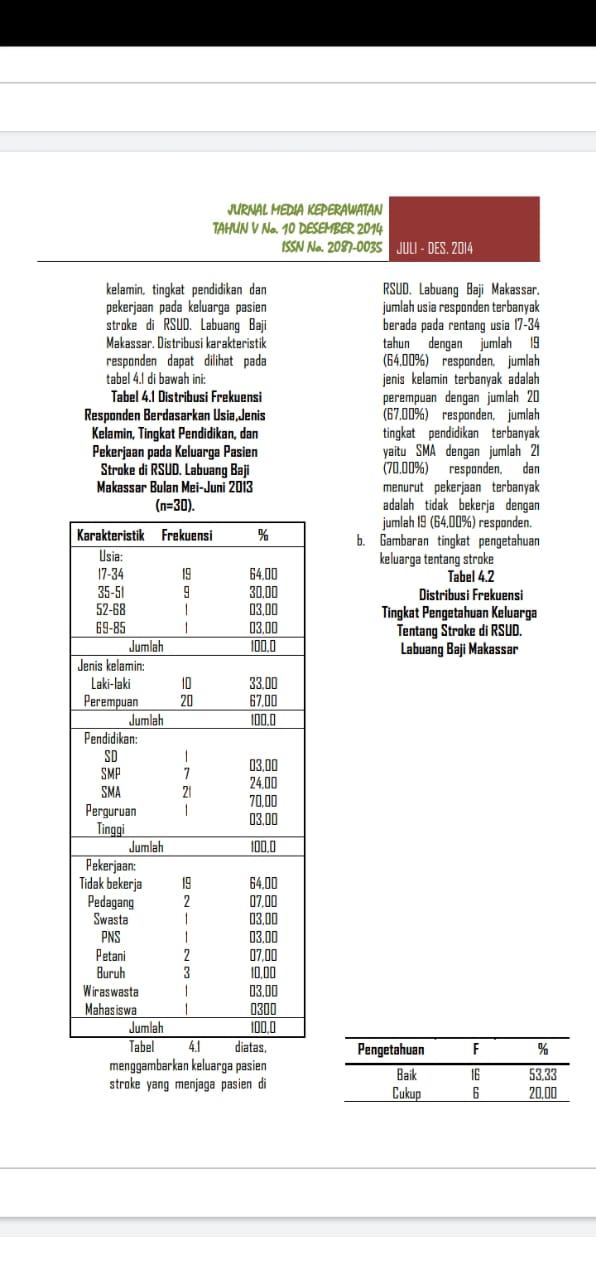 JURNAL MEDIA KEPERAWATAN
TAHUN V No. 10 DESEMBER 2014
ISSN No. 2087-0035 JULI - DES. 2014
kelamin, tingkat pendidikan dan
pekerjaan pada keluarga pasien
stroke di RSUD. Labuang Baji
Makassar. Distribusi karakteristik
responden dapat dilihat pada
tabel 4.1 di bawah ini:
Tabel 4.1 Distribusi Frekuensi
Responden Berdasarkan Usia,Jenis
Kelamin, Tingkat Pendidikan, dan
Pekerjaan pada Keluarga Pasien
Stroke di RSUD. Labuang Baji
Makassar Bulan Mei-Juni 2013
(n=30).
Karakteristik Frekuensi %
Usia:
17-34 19 64,00
35-51 9 30,00
52-68 1 03,00
69-85 1 03,00
Jumlah 100,0
Jenis kelamin:
Laki-laki 10 33,00
Perempuan 20 67,00
Jumlah 100,0
Pendidikan:
SD 1 03,00
SMP 7 24,00
SMA 21 70,00
Perguruan 1 03,00
Tinggi
Jumlah 100,0
Pekerjaan:
Tidak bekerja 19 64,00
Pedagang 2 07,00
Swasta 1 03,00
PNS 1 03,00
Petani 2 07,00
Buruh 3 10,00
Wiraswasta 1 03,00
Mahasiswa 1 0300
Jumlah 100,0
Tabel 4.1 diatas,
menggambarkan keluarga pasien
stroke yang menjaga pasien di
RSUD. Labuang Baji Makassar,
jumlah usia responden terbanyak
berada pada rentang usia 17-34
tahun dengan jumlah 19
(64,00%) responden, jumlah
jenis kelamin terbanyak adalah
perempuan dengan jumlah 20
(67,00%) responden, jumlah
tingkat pendidikan terbanyak
yaitu SMA dengan jumlah 21
(70,00%) responden, dan
menurut pekerjaan terbanyak
adalah tidak bekerja dengan
jumlah 19 (64,00%) responden.
b. Gambaran tingkat pengetahuan
keluarga tentang stroke
Tabel 4.2
Distribusi Frekuensi
Tingkat Pengetahuan Keluarga
Tentang Stroke di RSUD.
Labuang Baji Makassar
Pengetahuan F %
Baik 16 53,33
Cukup 6 20,00